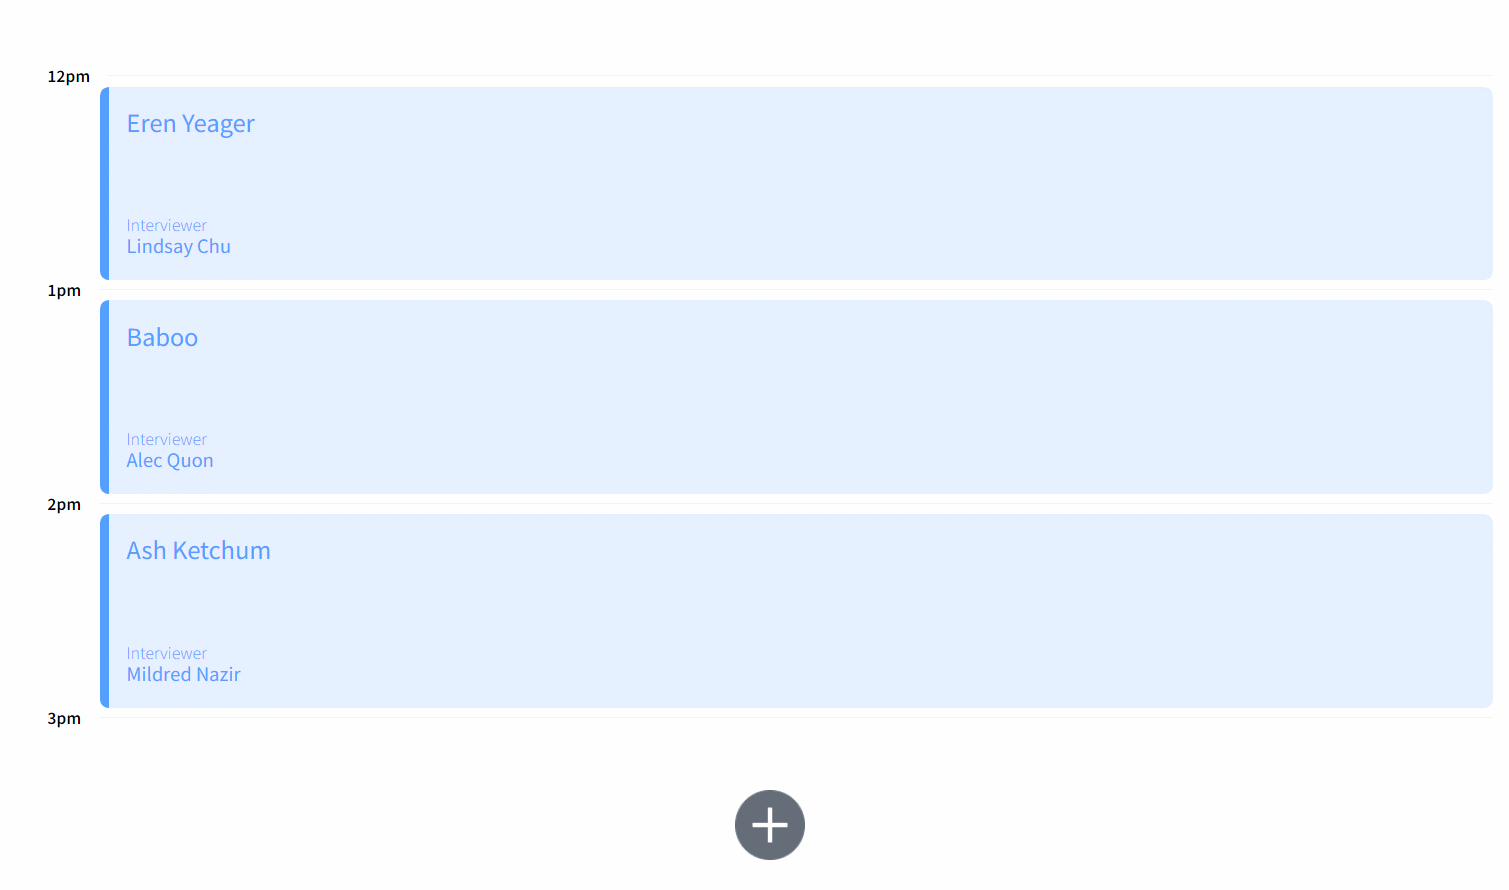 12pm
Eren Yeager
Interviewer
Lindsay Chu
1pm
Baboo
Interviewer
Alec Quon
2pm
Ash Ketchum
Interviewer
Mildred Nazir
3pm